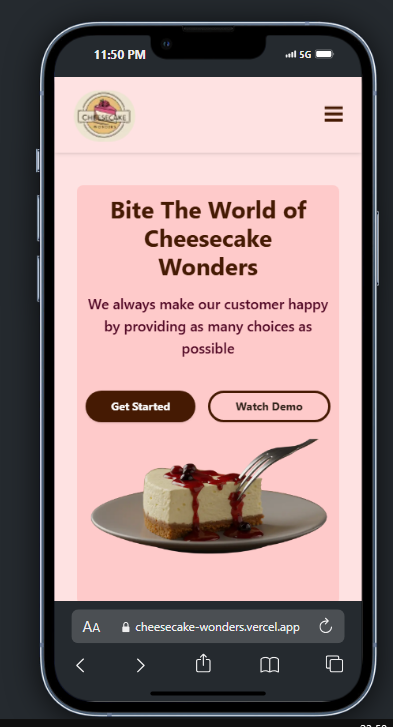 11:50 PM 5G
CHEESECAKE
WONDERS
Bite The World of
Cheesecake
Wonders
We always make our customer happy
by providing as many choices as
possible
Get Started Watch Demo
AA cheesecake-wonders.vercel.app